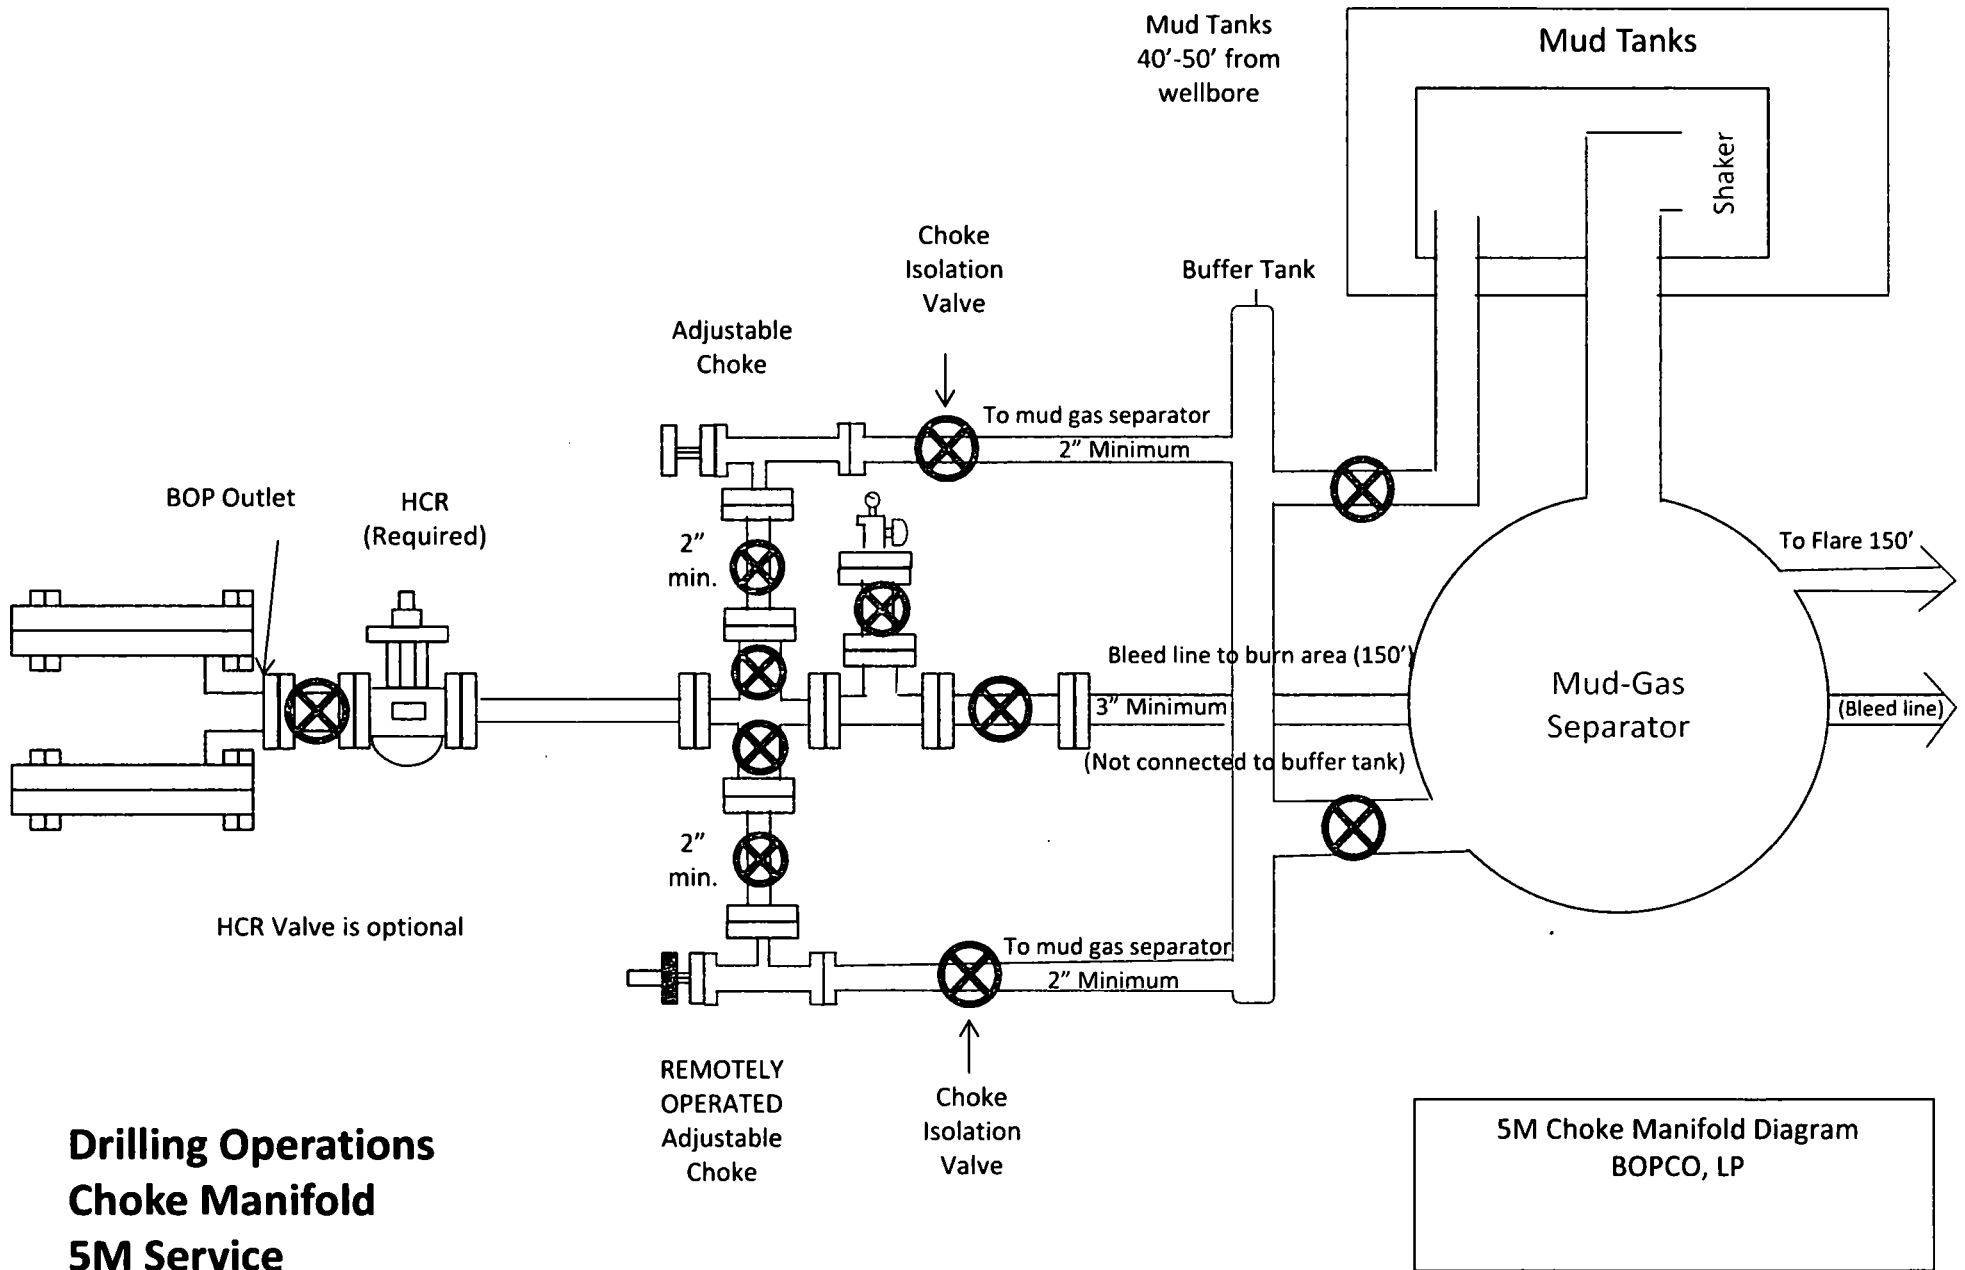 Mud Tanks
40’-50’ from
wellbore
Mud Tanks
Shaker
Choke
Isolation
Valve
Buffer Tank
Adjustable
Choke
To mud gas separator
2” Minimum
BOP Outlet
HCR
(Required)
2”
min.
To Flare 150’
Bleed line to burn area (150’)
3” Minimum
(Not connected to buffer tank)
Mud-Gas
Separator
(Bleed line)
2”
min.
HCR Valve is optional
To mud gas separator
2” Minimum
REMOTELY
OPERATED
Adjustable
Choke
Choke
Isolation
Valve
Drilling Operations
Choke Manifold
5M Service
5M Choke Manifold Diagram
BOPCO, LP